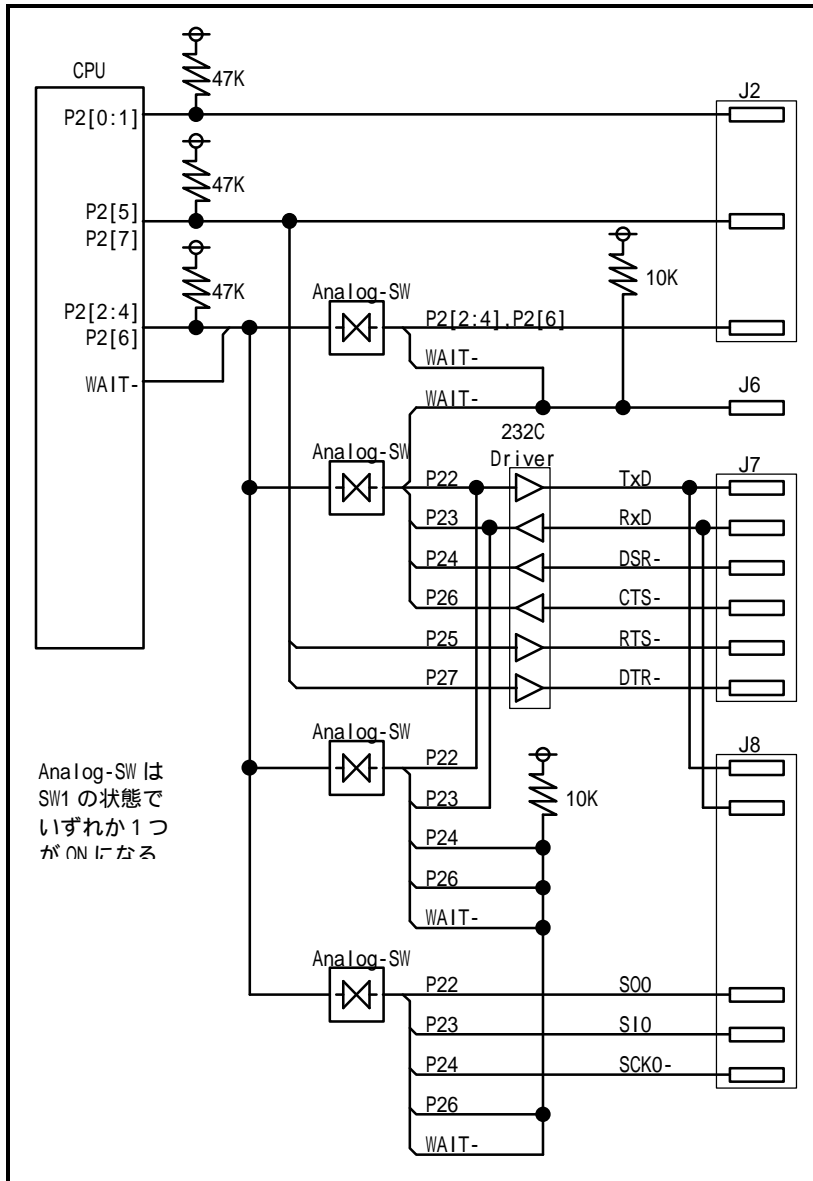 CPU
47K
J2
P2[0:1]
47K
P2[5]
P2[7]
47K
10K
Analog-SW
P2[2:4]
P2[6]
P2[2:4],P2[6]
WAIT-
WAIT-
WAIT-
J6
232C
Driver
Analog-SW
J7
P22
TxD
P23
RxD
P24
DSR-
P26
CTS-
P25
RTS-
P27
DTR-
Analog-SW
J8
P22
P23
10K
P24
P26
WAIT-
Analog-SW は
SW1 の状態で
いずれか 1 つ
が ON になる
Analog-SW
P22
SO0
P23
SI0
P24
SCK0-
P26
WAIT-